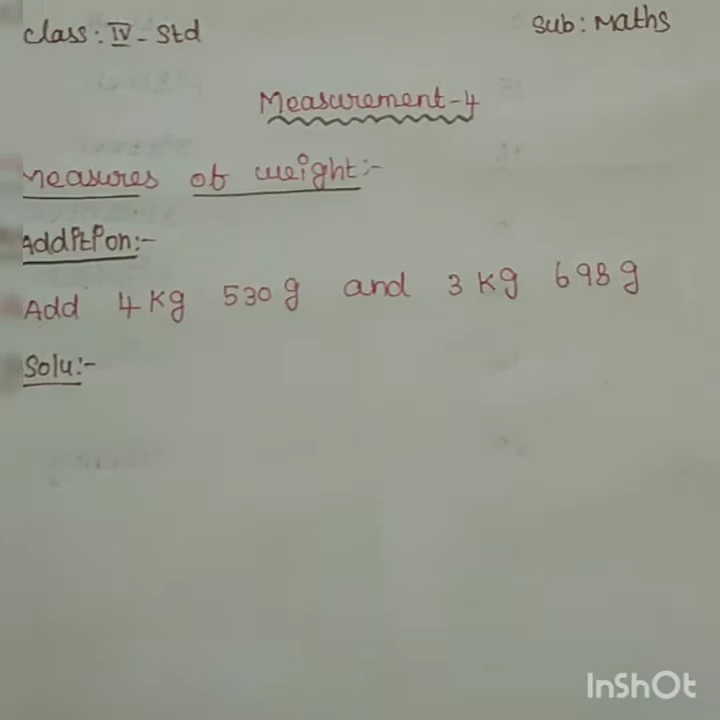 Class: IV - Std
Sub: Maths
Measurement-4
Measures of weight:-
Addition:-
Add 4 Kg 530 g and 3 Kg 698 g
Solu:-
InShOt